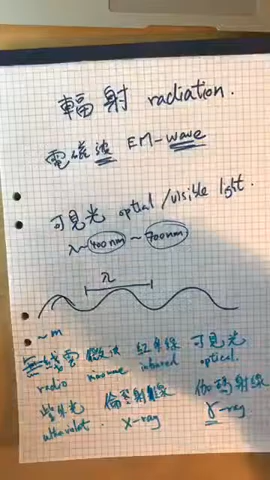 輻射 radiation.
電磁波 EM-wave
可見光 optial /visible light.
λ~ 400nm ~ 700nm
λ
~ m
無線電 微波 紅外線 可見光
radio infrared optical.
紫外光 倫琴射線 伽瑪射線
ultraviolet. x-ray γ-ray